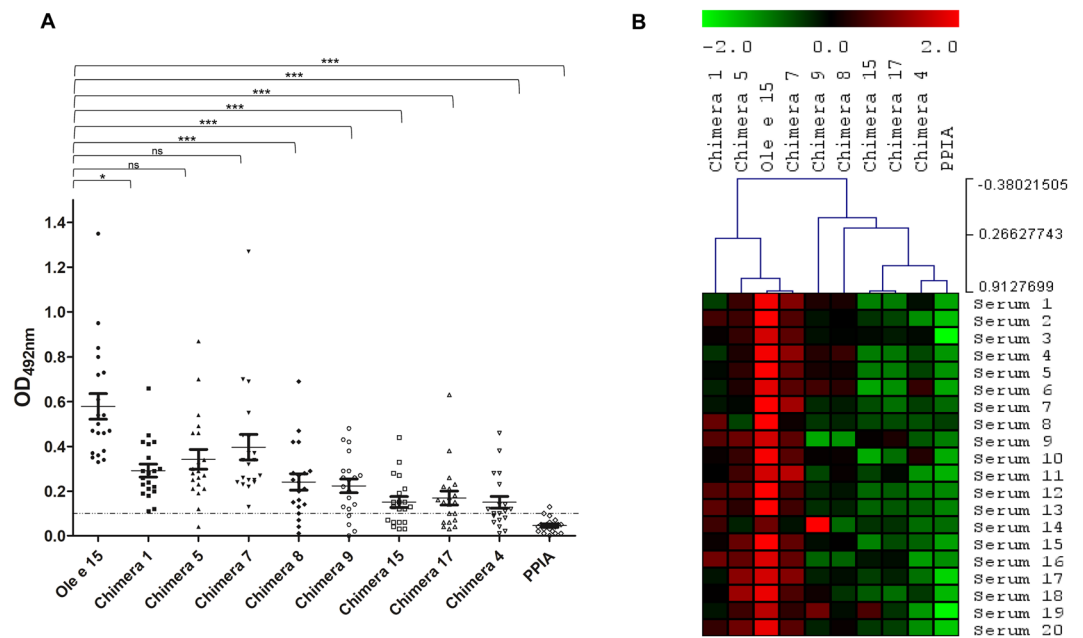 A
***
***
***
***
***
***
ns
ns
*
OD492nm
1.4
1.2
1.0
0.8
0.6
0.4
0.2
0.0
Ole e 15
Chimera 1
Chimera 5
Chimera 7
Chimera 8
Chimera 9
Chimera 15
Chimera 17
Chimera 4
PPIA
B
-2.0 0.0 2.0
Chimera 1
Chimera 5
Ole e 15
Chimera 7
Chimera 9
Chimera 8
Chimera 15
Chimera 17
Chimera 4
PPIA
-0.38021505
0.26627743
0.9127699
Serum 1
Serum 2
Serum 3
Serum 4
Serum 5
Serum 6
Serum 7
Serum 8
Serum 9
Serum 10
Serum 11
Serum 12
Serum 13
Serum 14
Serum 15
Serum 16
Serum 17
Serum 18
Serum 19
Serum 20